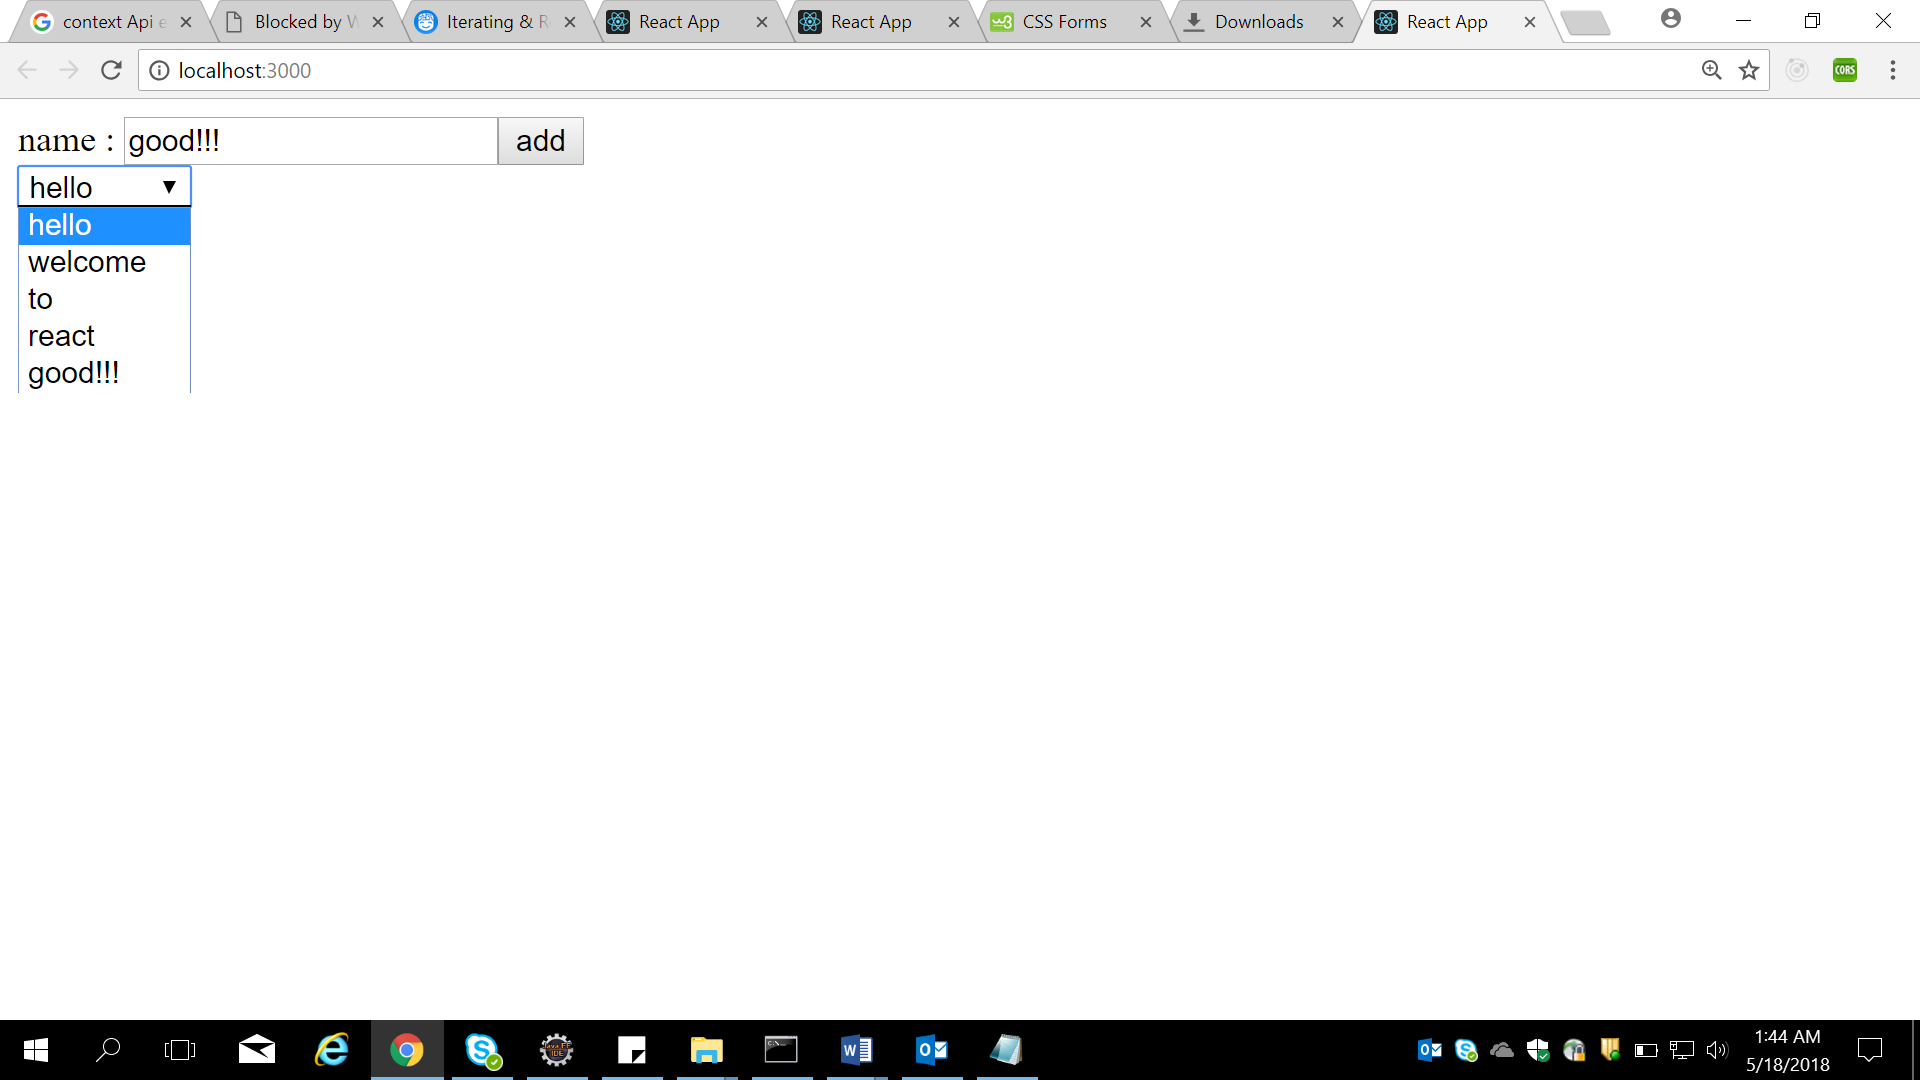 context Api e
Blocked by W
Iterating & R
React App
React App
CSS Forms
Downloads
React App
localhost:3000
CORS
name : good!!! add
hello
hello
welcome
to
react
good!!!
1:44 AM
5/18/2018